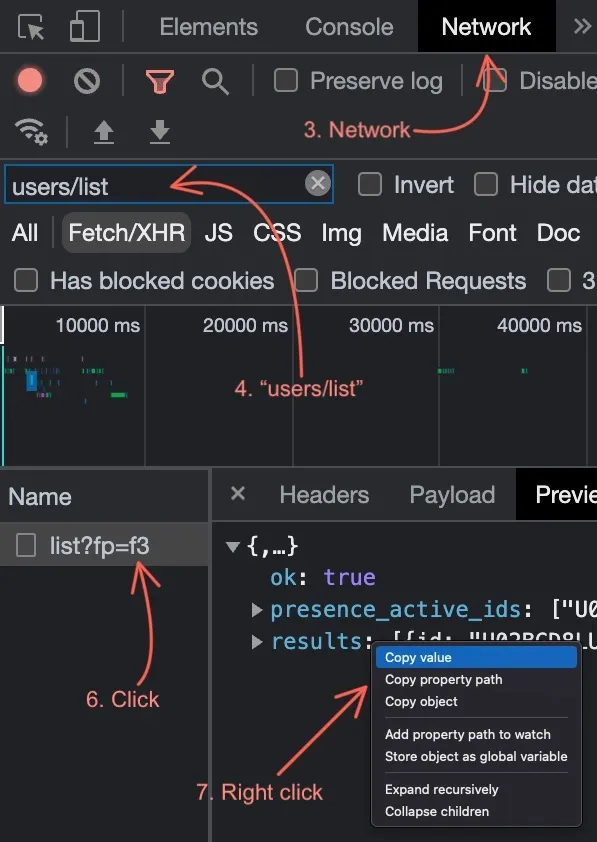 Elements Console Network »
Preserve log Disable
3. Network
users/list Invert Hide dat
All Fetch/XHR JS CSS Img Media Font Doc
Has blocked cookies Blocked Requests 3
10000 ms 20000 ms 30000 ms 40000 ms
4. “users/list”
Name × Headers Payload Previe
list?fp=f3
{,…}
ok: true
presence_active_ids: ["U0
results: [{id: "U02BCD8LU
Copy value
Copy property path
Copy object
6. Click
Add property path to watch
Store object as global variable
7. Right click
Expand recursively
Collapse children